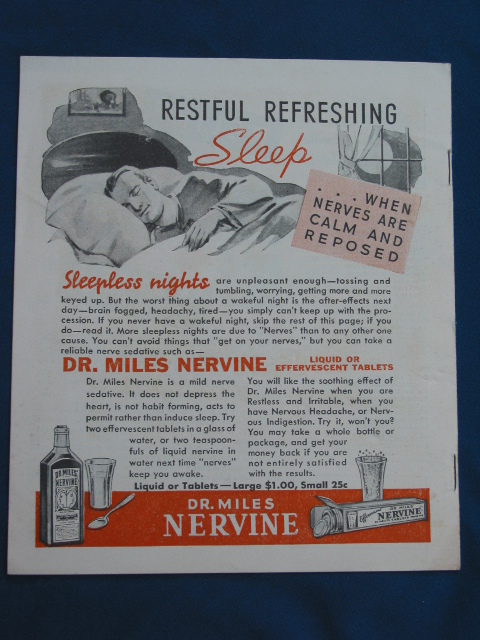 RESTFUL REFRESHING
Sleep
. . . WHEN
NERVES ARE
CALM AND
REPOSED
Sleepless nights are unpleasant enough—tossing and
tumbling, worrying, getting more and more
keyed up. But the worst thing about a wakeful night is the after-effects next
day—brain fogged, headachy, tired—you simply can't keep up with the pro-
cession. If you never have a wakeful night, skip the rest of this page; if you
do—read it. More sleepless nights are due to "Nerves" than to any other one
cause. You can't avoid things that "get on your nerves," but you can take a
reliable nerve sedative such as—
DR. MILES NERVINE LIQUID OR
EFFERVESCENT TABLETS
Dr. Miles Nervine is a mild nerve
sedative. It does not depress the
heart, is not habit forming, acts to
permit rather than induce sleep. Try
two effervescent tablets in a glass of
water, or two teaspoon-
fuls of liquid nervine in
water next time "nerves"
keep you awake.
You will like the soothing effect of
Dr. Miles Nervine when you are
Restless and Irritable, when you
have Nervous Headache, or Nerv-
ous Indigestion. Try it, won't you?
You may take a whole bottle or
package, and get your
money back if you are
not entirely satisfied
with the results.
Liquid or Tablets—Large $1.00, Small 25c
DR. MILES
NERVINE
DR. MILES
NERVINE
DR. MILES
NERVINE